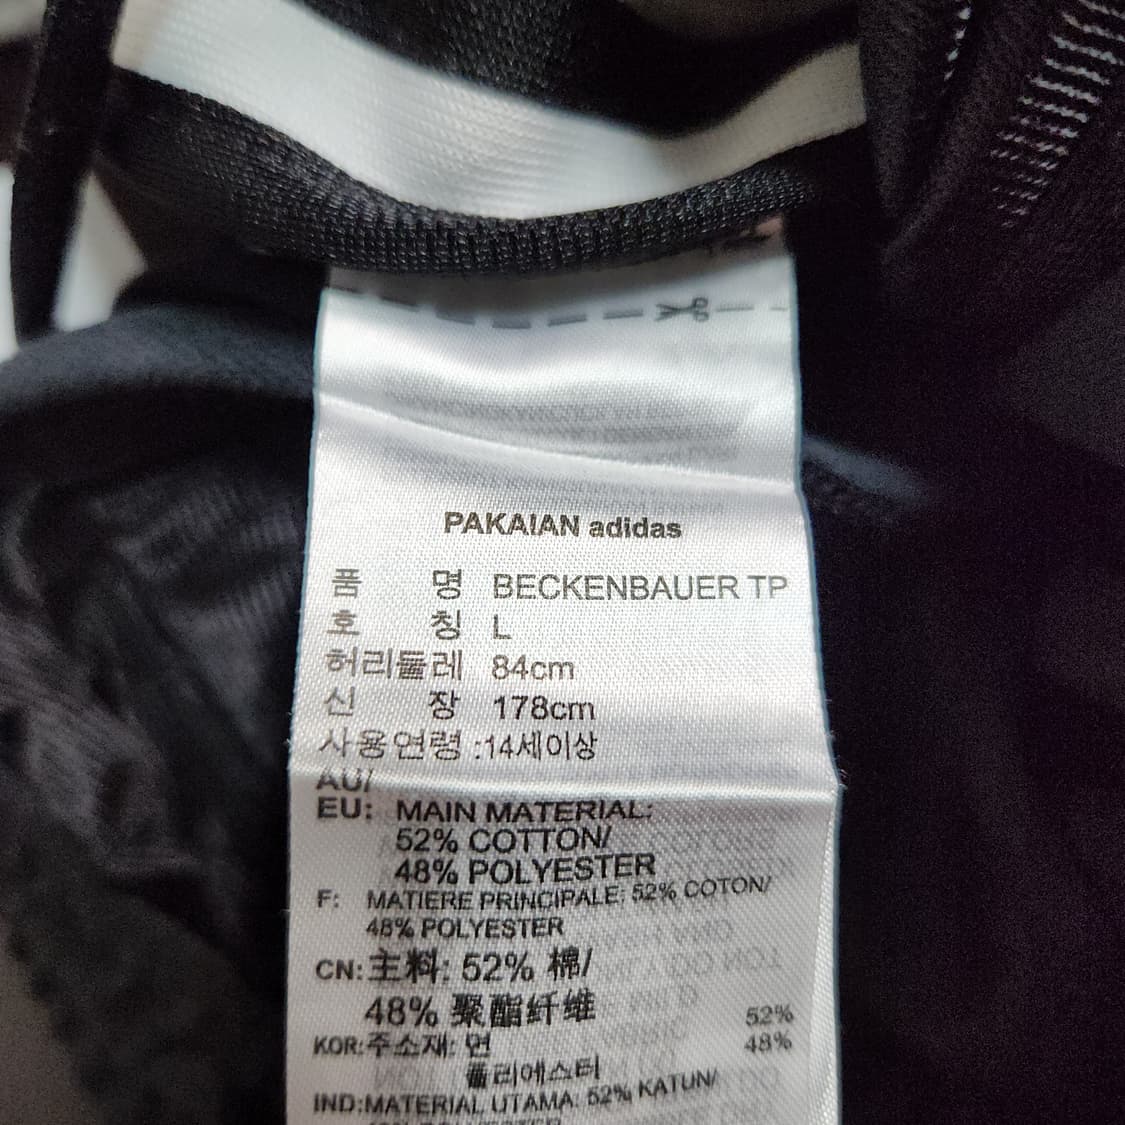 PAKAIAN adidas
품 명 BECKENBAUER TP
호 칭 L
허리둘레 84cm
신 장 178cm
사용연령 :14세이상
AU/
EU: MAIN MATERIAL:
52% COTTON/
48% POLYESTER
F: MATIERE PRINCIPALE: 52% COTON/
48% POLYESTER
CN: 主料: 52% 棉/
48% 聚酯纤维
KOR:주소재: 면 52%
폴리에스터 48%
IND:MATERIAL UTAMA: 52% KATUN/